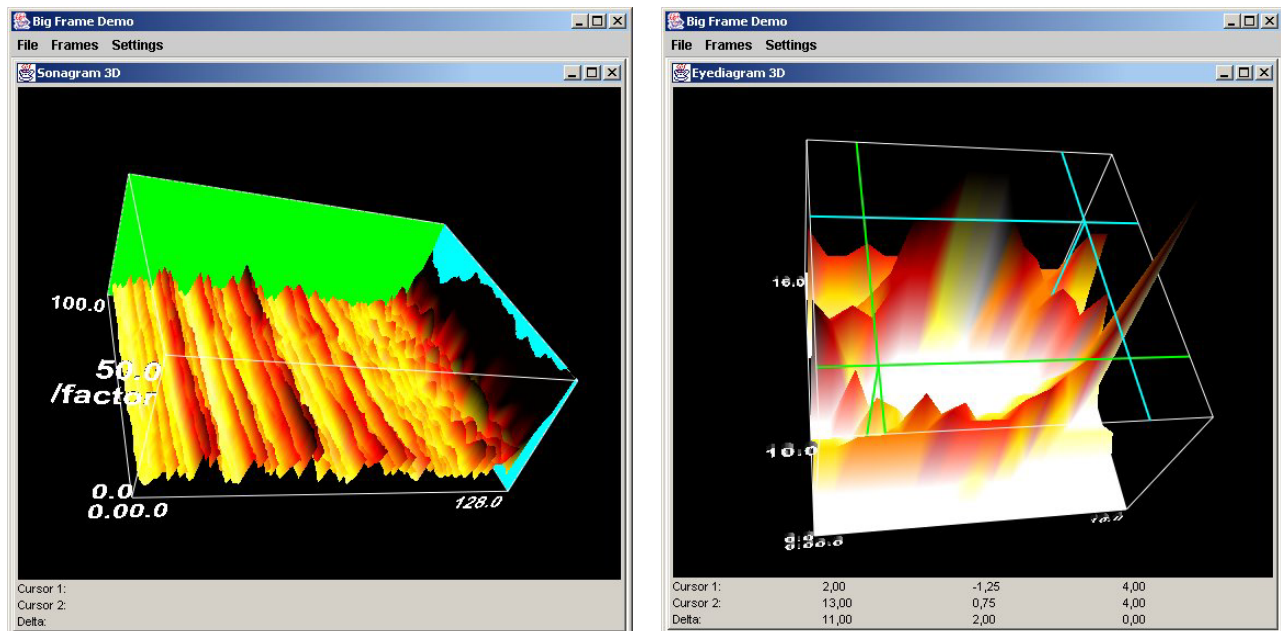 Big Frame Demo
File Frames Settings
Sonagram 3D
100.0
50.0
/factor
0.0
0.00.0
128.0
Cursor 1:
Cursor 2:
Delta:
Big Frame Demo
File Frames Settings
Eyediagram 3D
16.0
10.0
Cursor 1: 2,00 -1,25 4,00
Cursor 2: 13,00 0,75 4,00
Delta: 11,00 2,00 0,00